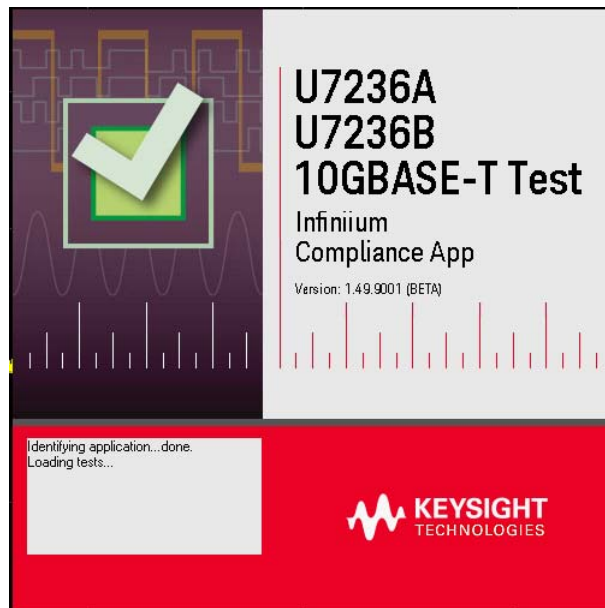 U7236A
U7236B
10GBASE-T Test
Infiniium
Compliance App
Version: 1.49.9001 (BETA)
Identifying application...done.
Loading tests...
KEYSIGHT
TECHNOLOGIES